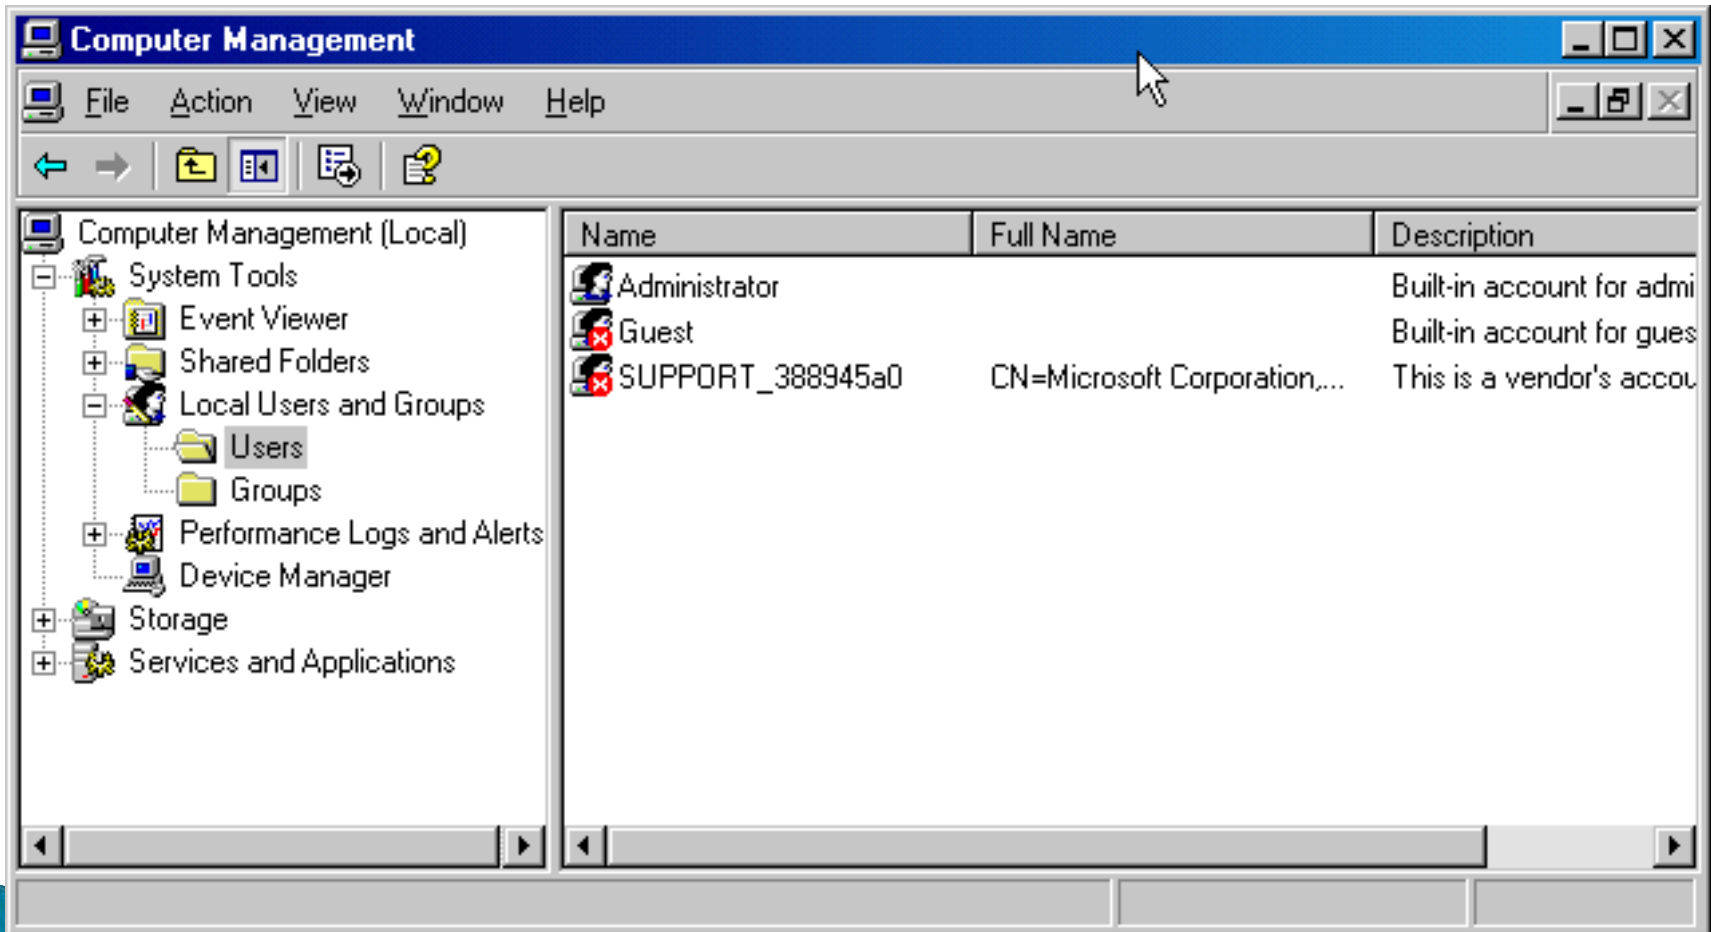 Computer Management
File Action View Window Help
Computer Management (Local)
System Tools
Event Viewer
Shared Folders
Local Users and Groups
Users
Groups
Performance Logs and Alerts
Device Manager
Storage
Services and Applications
Name Full Name Description
Administrator Built-in account for admi
Guest Built-in account for gues
SUPPORT_388945a0 CN=Microsoft Corporation,... This is a vendor's accou